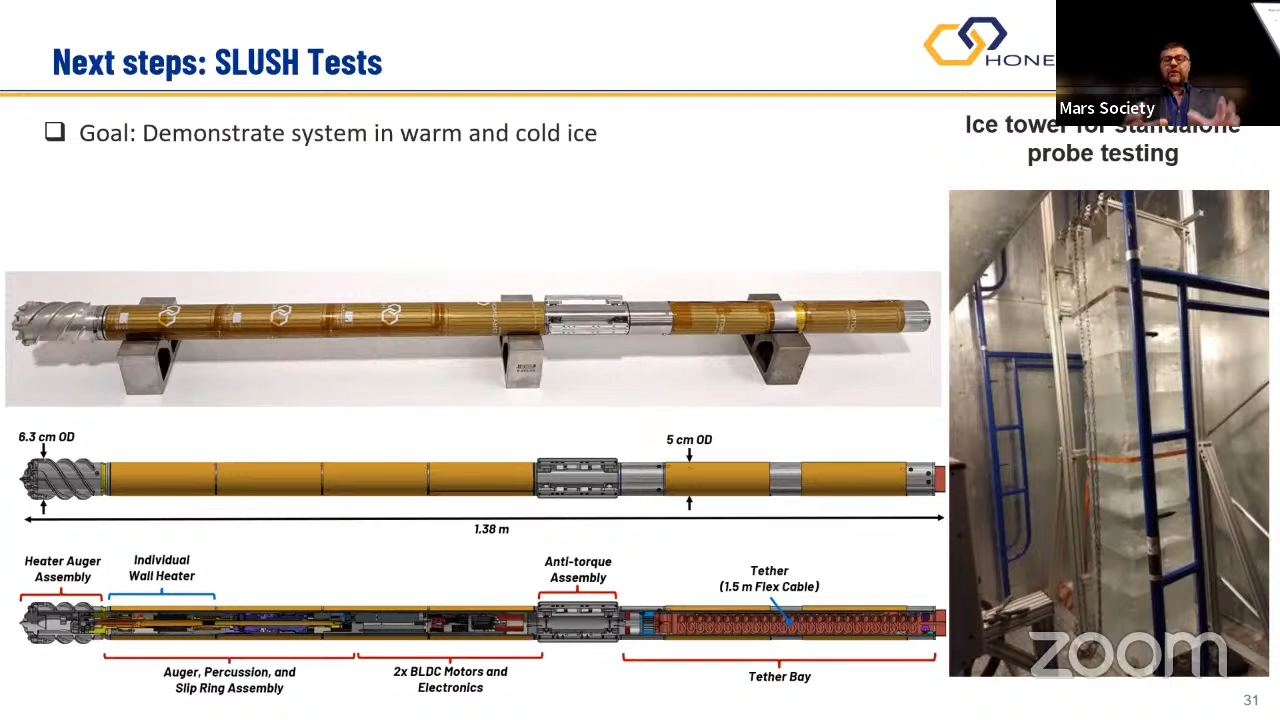 Next steps: SLUSH Tests
HONE
Mars Society
Goal: Demonstrate system in warm and cold ice
Ice tower for standalone
probe testing
6.3 cm OD
5 cm OD
1.38 m
Heater Auger
Assembly
Individual
Wall Heater
Anti-torque
Assembly
Tether
(1.5 m Flex Cable)
Auger, Percussion, and
Slip Ring Assembly
2x BLDC Motors and
Electronics
Tether Bay
zoom
31